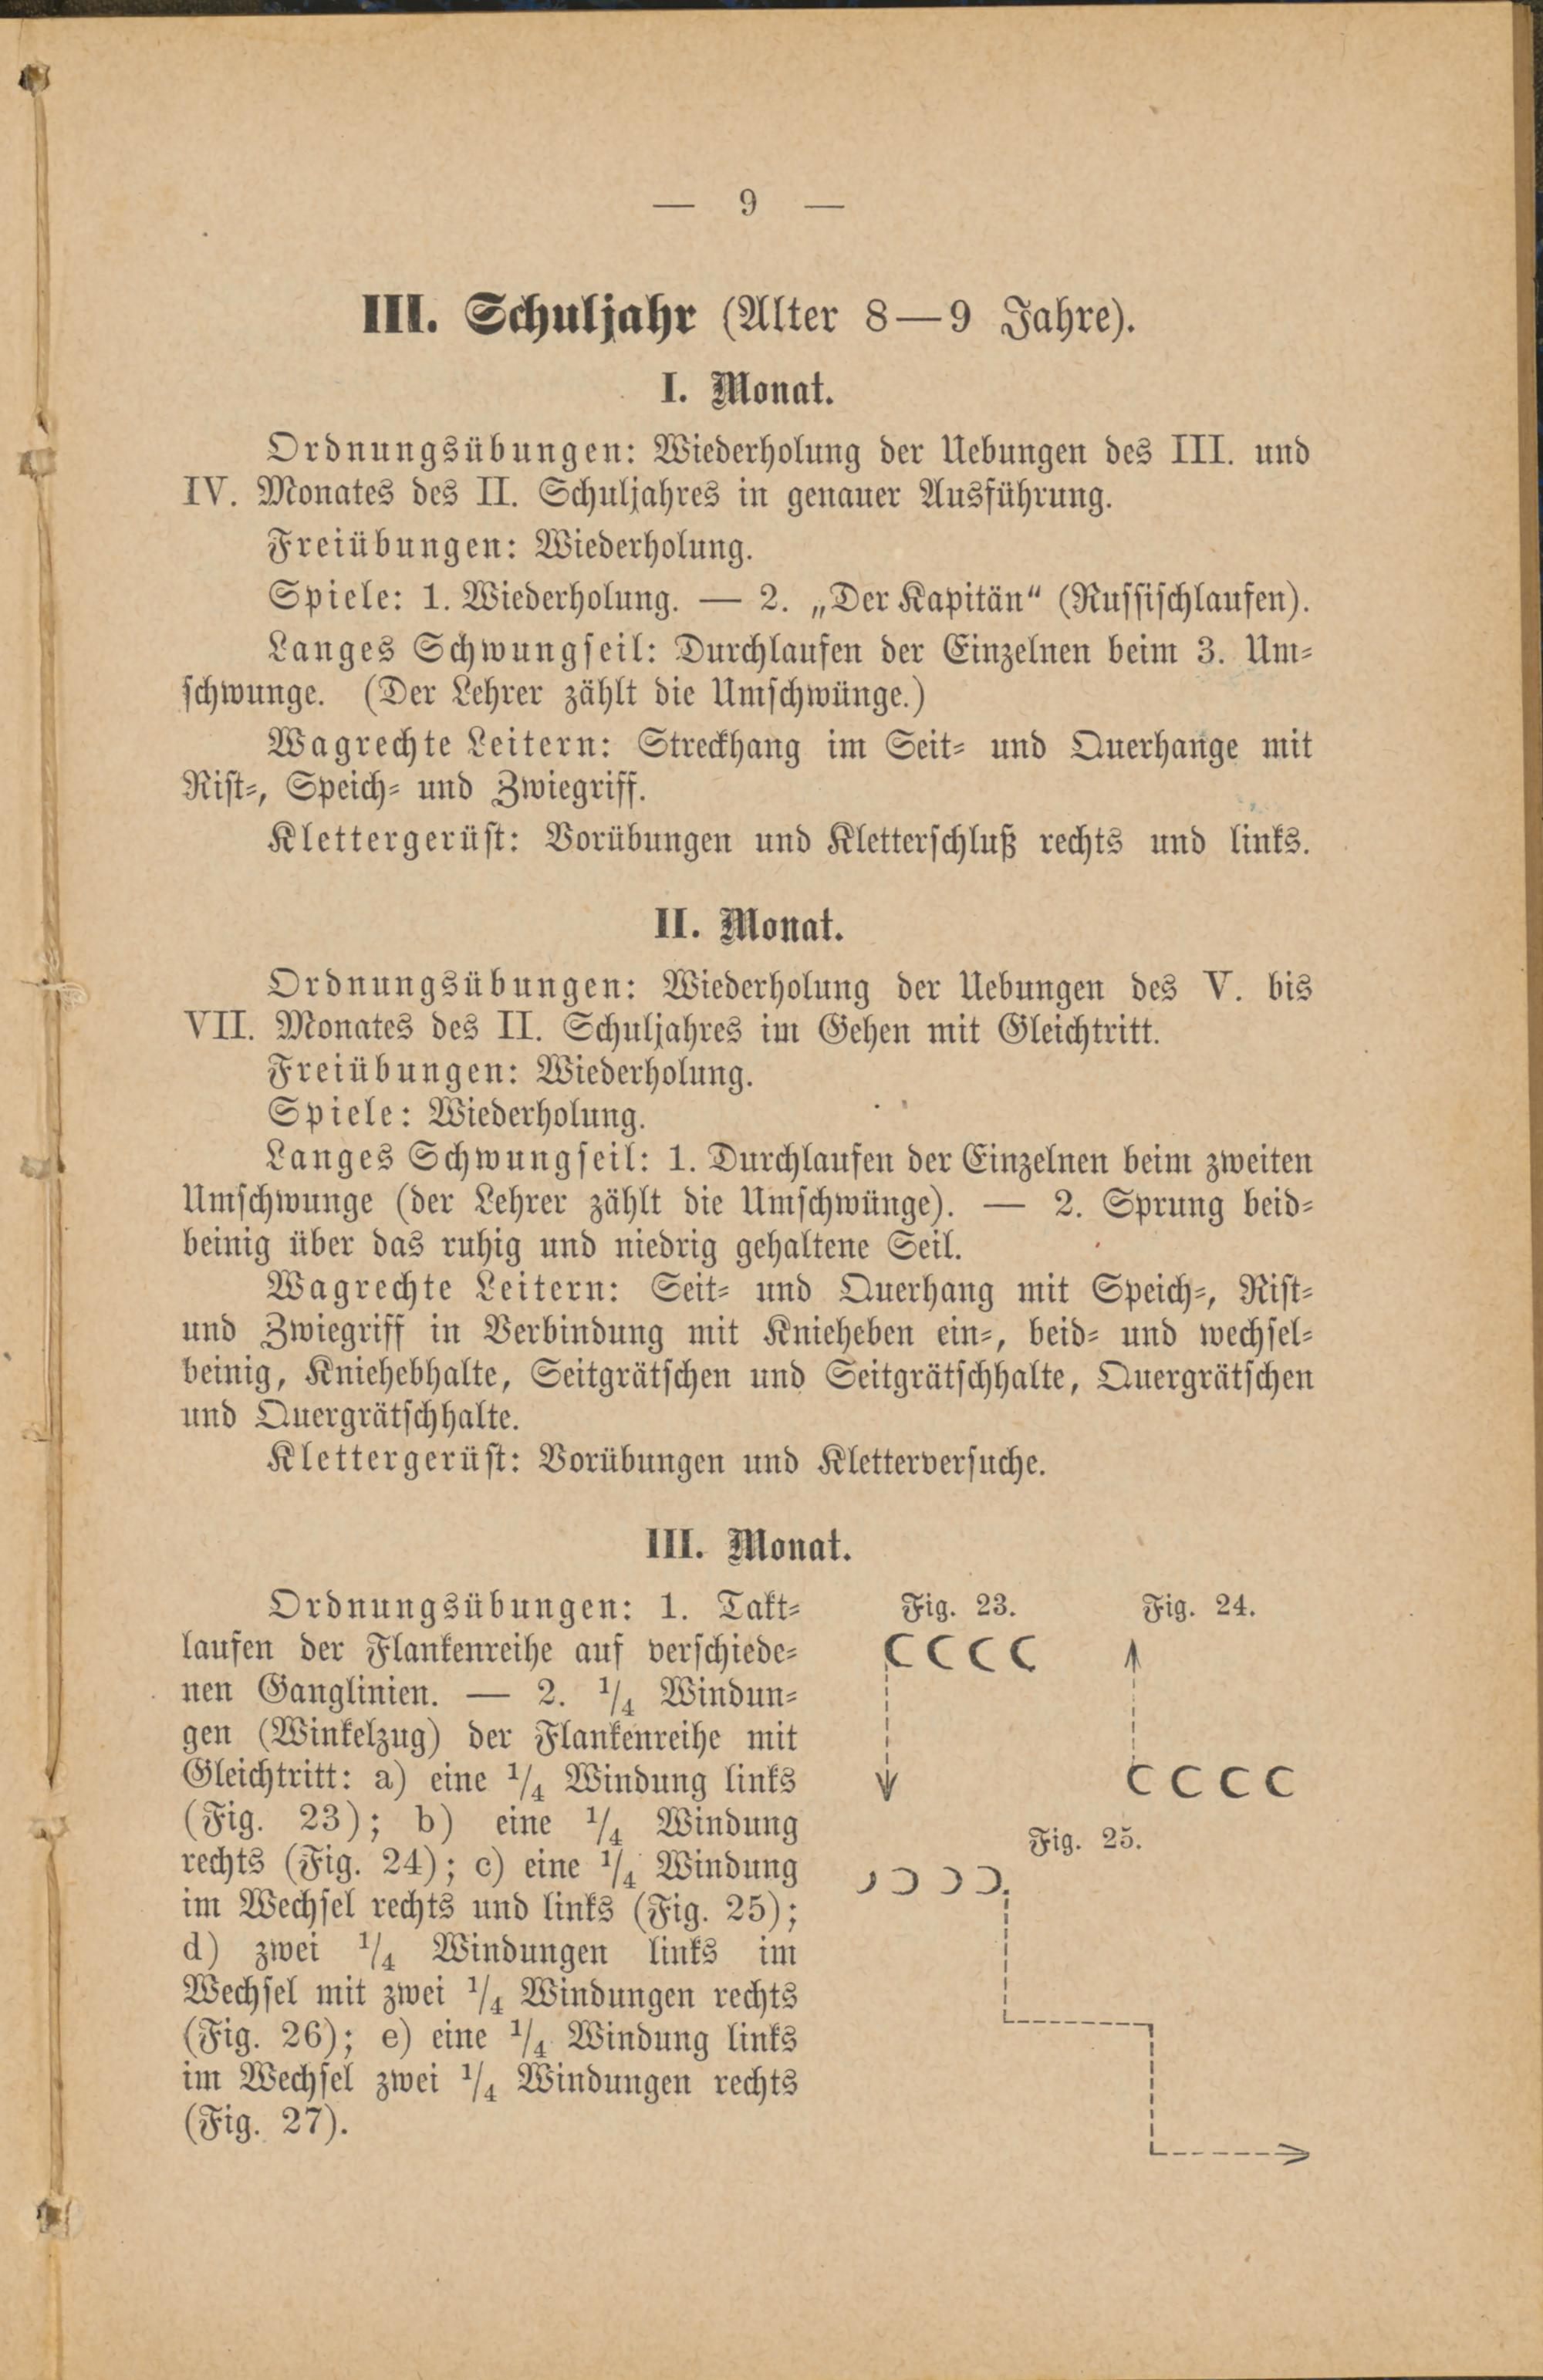 — 9 —
III. Schuljahr (Alter 8—9 Jahre).
I. Monat.
Ordnungsübungen: Wiederholung der Uebungen des III. und
IV. Monates des II. Schuljahres in genauer Ausführung.
Freiübungen: Wiederholung.
Spiele: 1. Wiederholung. — 2. „Der Kapitän“ (Russischlaufen).
Langes Schwungseil: Durchlaufen der Einzelnen beim 3. Um-
schwunge. (Der Lehrer zählt die Umschwünge.)
Wagrechte Leitern: Streckhang im Seit- und Querhange mit
Rist-, Speich- und Zwiegriff.
Klettergerüst: Vorübungen und Kletterschluß rechts und links.
II. Monat.
Ordnungsübungen: Wiederholung der Uebungen des V. bis
VII. Monates des II. Schuljahres im Gehen mit Gleichtritt.
Freiübungen: Wiederholung.
Spiele: Wiederholung.
Langes Schwungseil: 1. Durchlaufen der Einzelnen beim zweiten
Umschwunge (der Lehrer zählt die Umschwünge). — 2. Sprung beid-
beinig über das ruhig und niedrig gehaltene Seil.
Wagrechte Leitern: Seit- und Querhang mit Speich-, Rist-
und Zwiegriff in Verbindung mit Knieheben ein-, beid- und wechsel-
beinig, Kniehebhalte, Seitgrätschen und Seitgrätschhalte, Quergrätschen
und Quergrätschhalte.
Klettergerüst: Vorübungen und Kletterversuche.
III. Monat.
Ordnungsübungen: 1. Takt-
laufen der Flankenreihe auf verschiede-
nen Ganglinien. — 2. 1/4 Windun-
gen (Winkelzug) der Flankenreihe mit
Gleichtritt: a) eine 1/4 Windung links
(Fig. 23); b) eine 1/4 Windung
rechts (Fig. 24); c) eine 1/4 Windung
im Wechsel rechts und links (Fig. 25);
d) zwei 1/4 Windungen links im
Wechsel mit zwei 1/4 Windungen rechts
(Fig. 26); e) eine 1/4 Windung links
im Wechsel zwei 1/4 Windungen rechts
(Fig. 27).
Fig. 23.
Fig. 24.
Fig. 25.